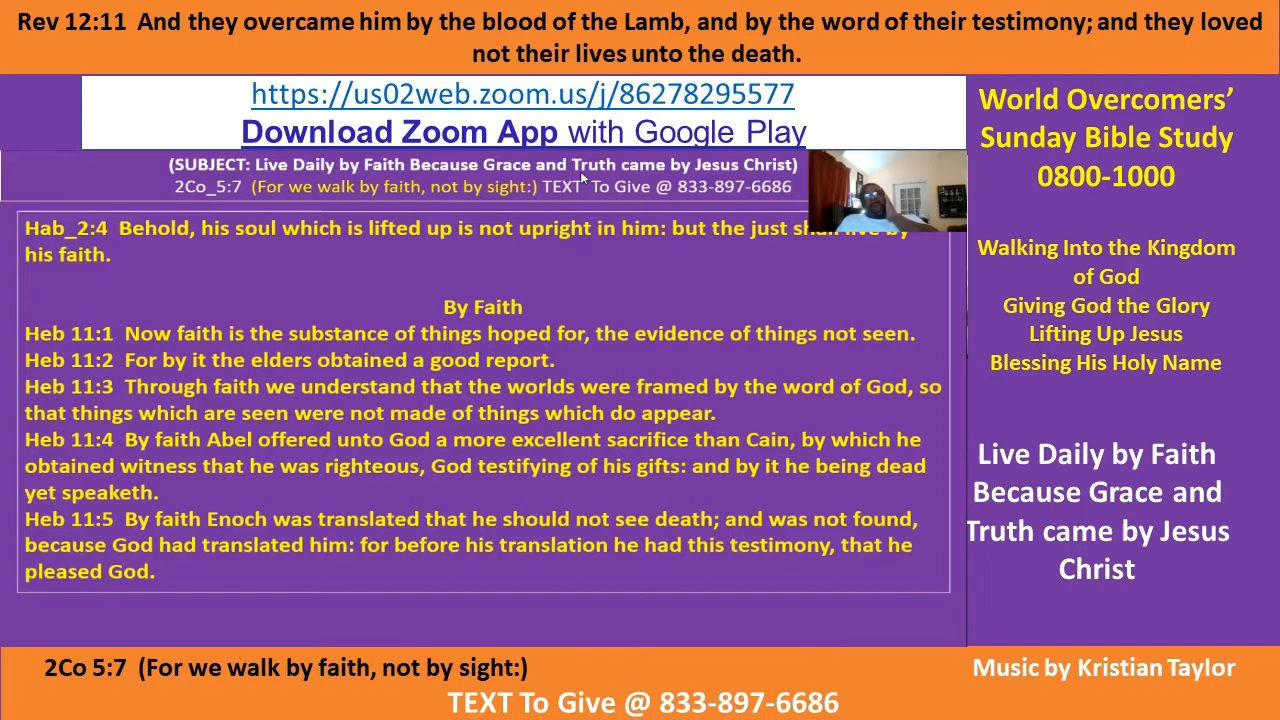 Rev 12:11  And they overcame him by the blood of the Lamb, and by the word of their testimony; and they loved
not their lives unto the death.
https://us02web.zoom.us/j/86278295577
Download Zoom App with Google Play
(SUBJECT: Live Daily by Faith Because Grace and Truth came by Jesus Christ)
2Co_5:7  (For we walk by faith, not by sight:) TEXT To Give @ 833-897-6686
Hab_2:4  Behold, his soul which is lifted up is not upright in him: but the just shall live by
his faith.
By Faith
Heb 11:1  Now faith is the substance of things hoped for, the evidence of things not seen.
Heb 11:2  For by it the elders obtained a good report.
Heb 11:3  Through faith we understand that the worlds were framed by the word of God, so
that things which are seen were not made of things which do appear.
Heb 11:4  By faith Abel offered unto God a more excellent sacrifice than Cain, by which he
obtained witness that he was righteous, God testifying of his gifts: and by it he being dead
yet speaketh.
Heb 11:5  By faith Enoch was translated that he should not see death; and was not found,
because God had translated him: for before his translation he had this testimony, that he
pleased God.
World Overcomers’
Sunday Bible Study
0800-1000
Walking Into the Kingdom
of God
Giving God the Glory
Lifting Up Jesus
Blessing His Holy Name
Live Daily by Faith
Because Grace and
Truth came by Jesus
Christ
2Co 5:7  (For we walk by faith, not by sight:)
Music by Kristian Taylor
TEXT To Give @ 833-897-6686